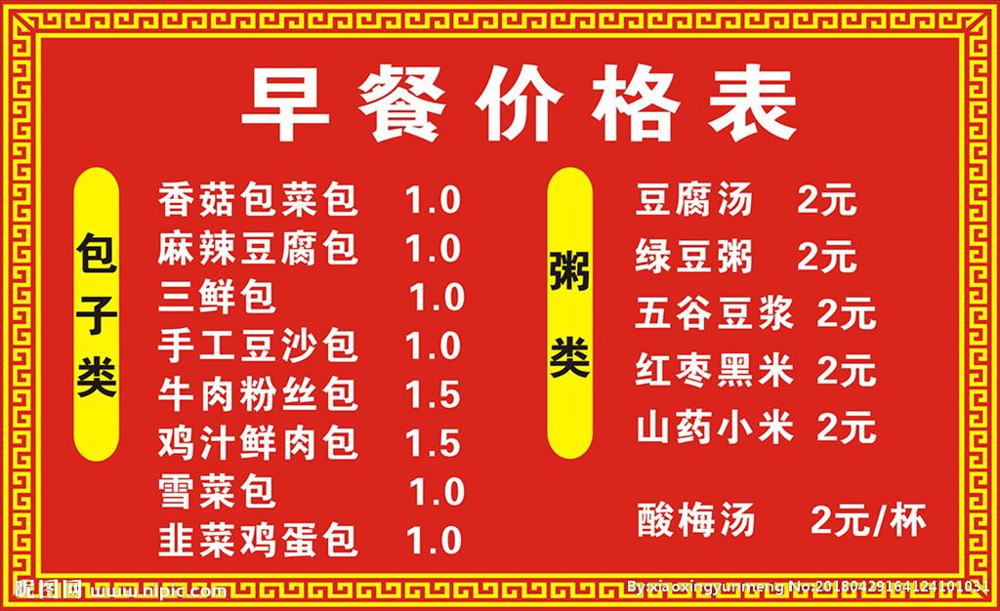 早餐价格表
包子类
香菇包菜包 1.0
麻辣豆腐包 1.0
三鲜包 1.0
手工豆沙包 1.0
牛肉粉丝包 1.5
鸡汁鲜肉包 1.5
雪菜包 1.0
韭菜鸡蛋包 1.0
粥类
豆腐汤 2元
绿豆粥 2元
五谷豆浆 2元
红枣黑米 2元
山药小米 2元
酸梅汤 2元/杯
昵图网 www.nipic.com
By:xiaoxingyunmeng No:20180429164124101031